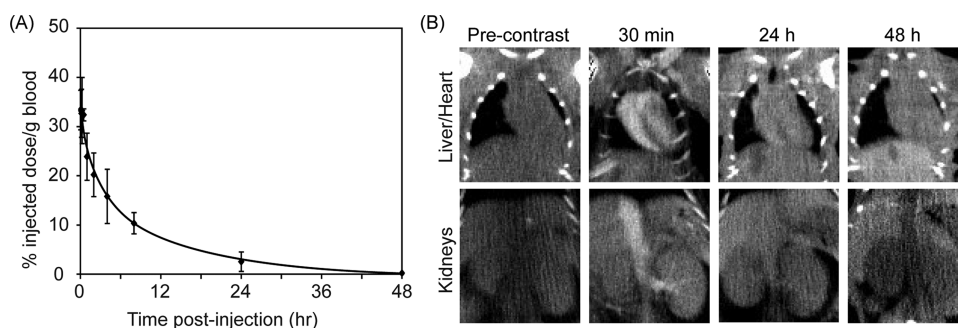 (A)
50
40
30
20
10
0
% injected dose/g blood
0 12 24 36 48
Time post-injection (hr)
(B)
Pre-contrast 30 min 24 h 48 h
Liver/Heart
Kidneys